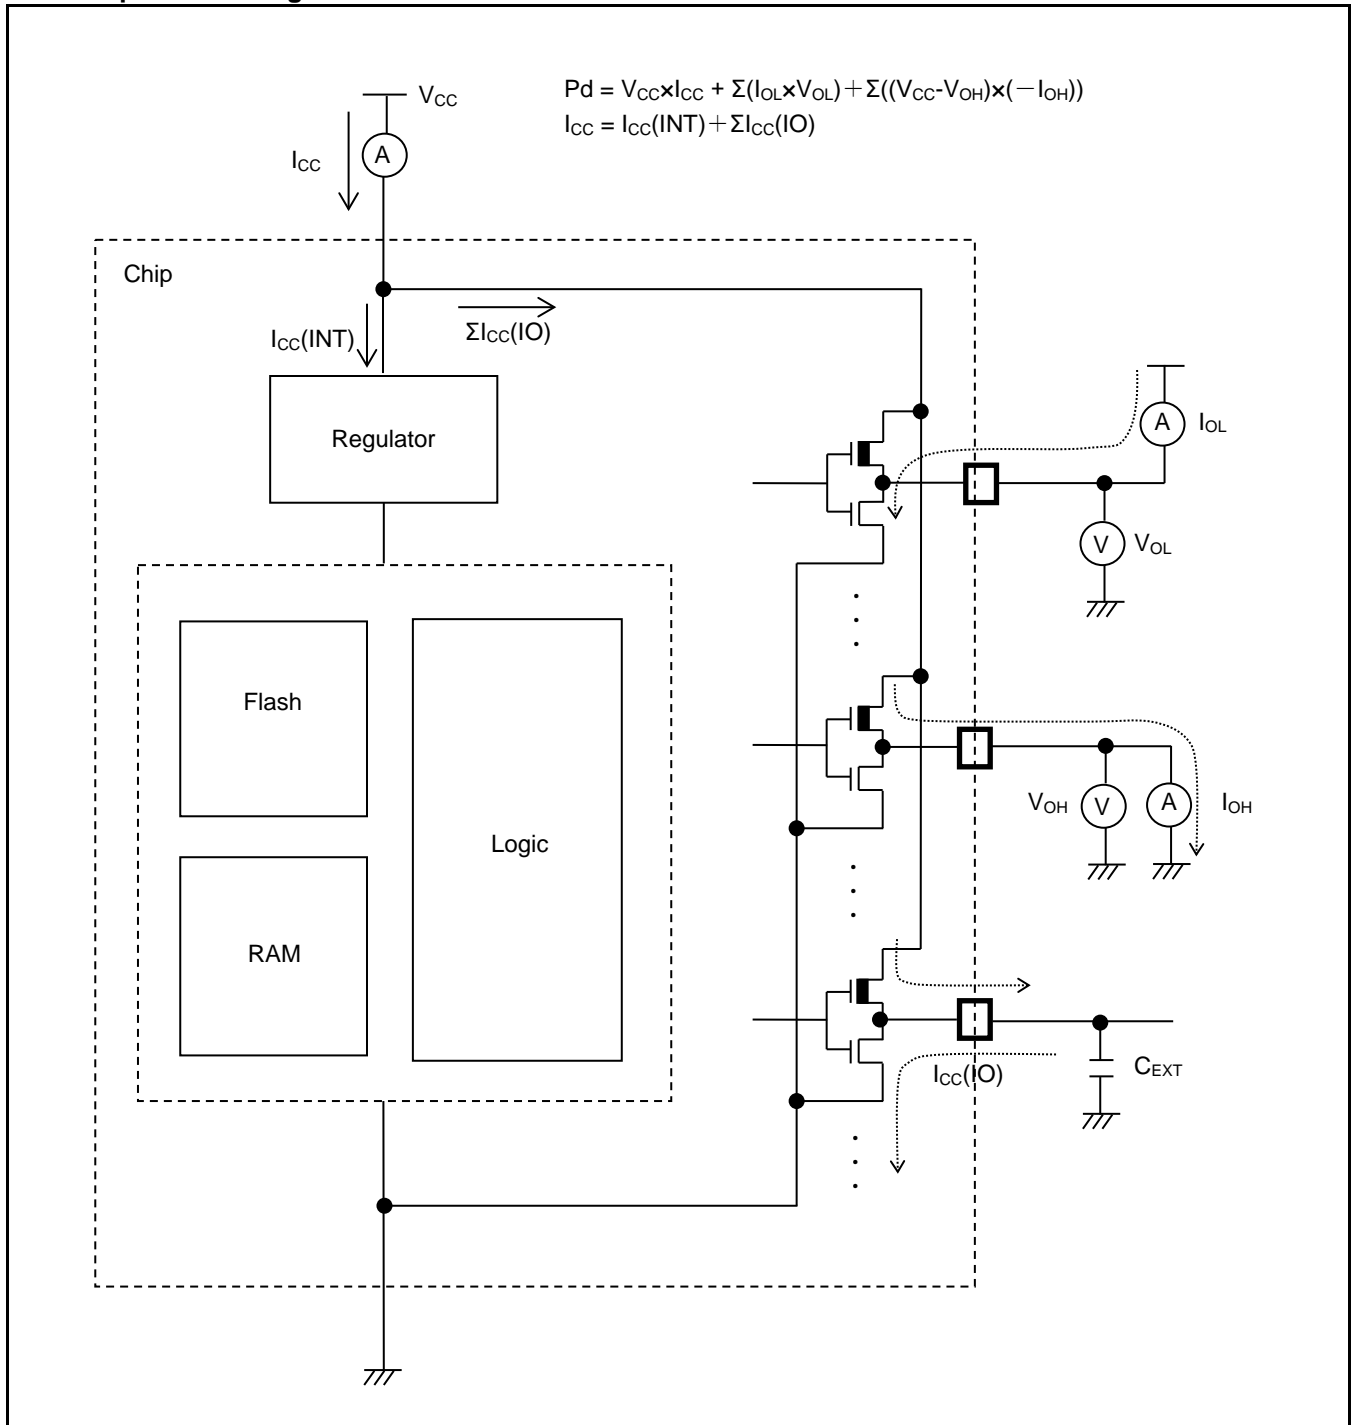 Pd = VCC×ICC + Σ(IOL×VOL)+Σ((VCC-VOH)×(-IOH))
ICC = ICC(INT)+ΣICC(IO)
VCC
A
ICC
Chip
ICC(INT)
ΣICC(IO)
Regulator
A
IOL
V
VOL
Flash
Logic
RAM
VOH
V
A
IOH
ICC(IO)
CEXT